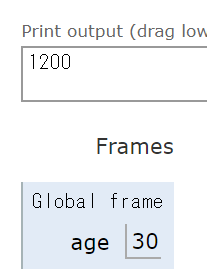 Print output (drag low
1200
Frames
Global frame
age 30